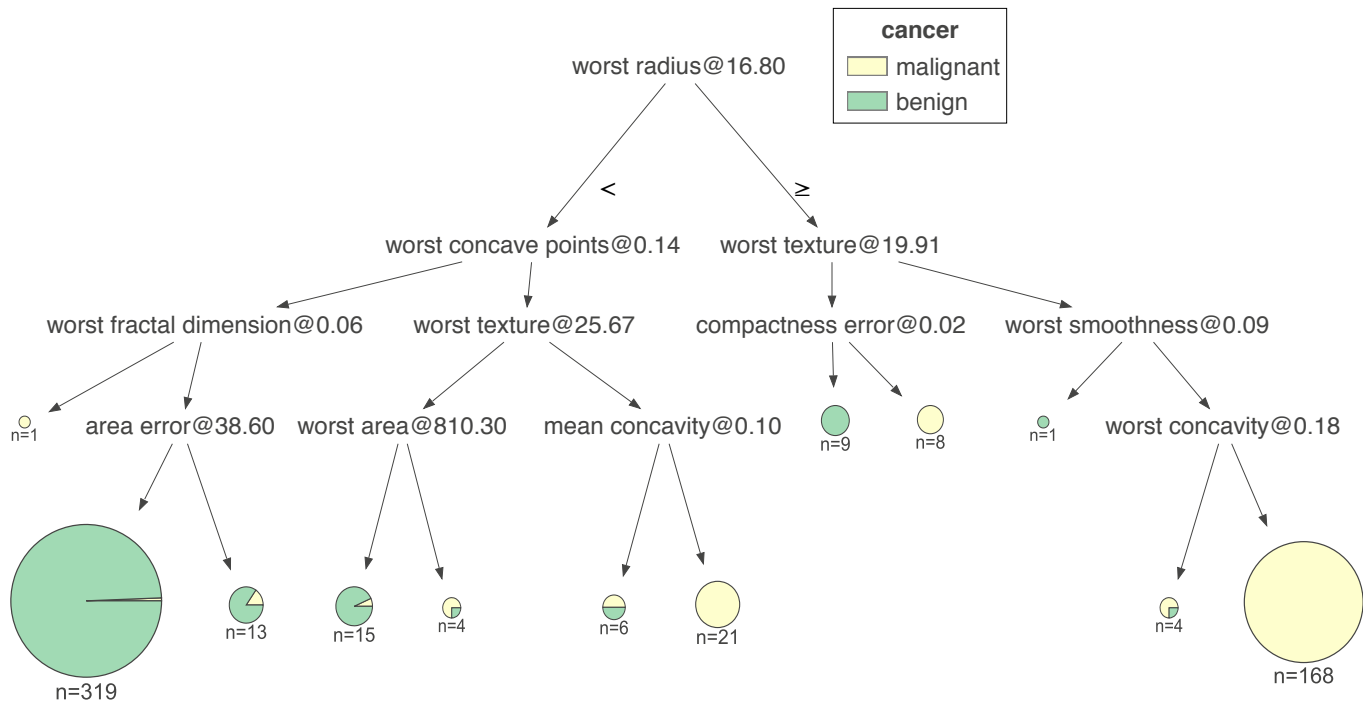 cancer
malignant
benign
worst radius@16.80
<
≥
worst concave points@0.14
worst texture@19.91
worst fractal dimension@0.06
worst texture@25.67
compactness error@0.02
worst smoothness@0.09
n=1
area error@38.60
worst area@810.30
mean concavity@0.10
n=9
n=8
n=1
worst concavity@0.18
n=319
n=13
n=15
n=4
n=6
n=21
n=4
n=168